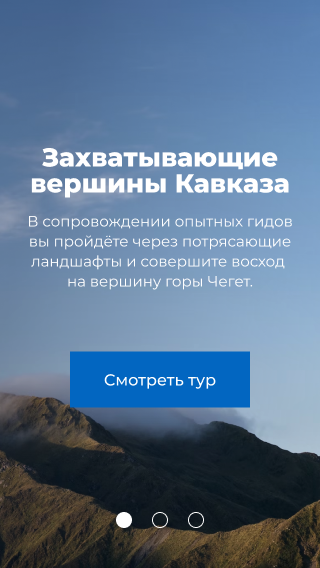 Захватывающие
вершины Кавказа
В сопровождении опытных гидов
вы пройдёте через потрясающие
ландшафты и совершите восход
на вершину горы Чегет.
Смотреть тур